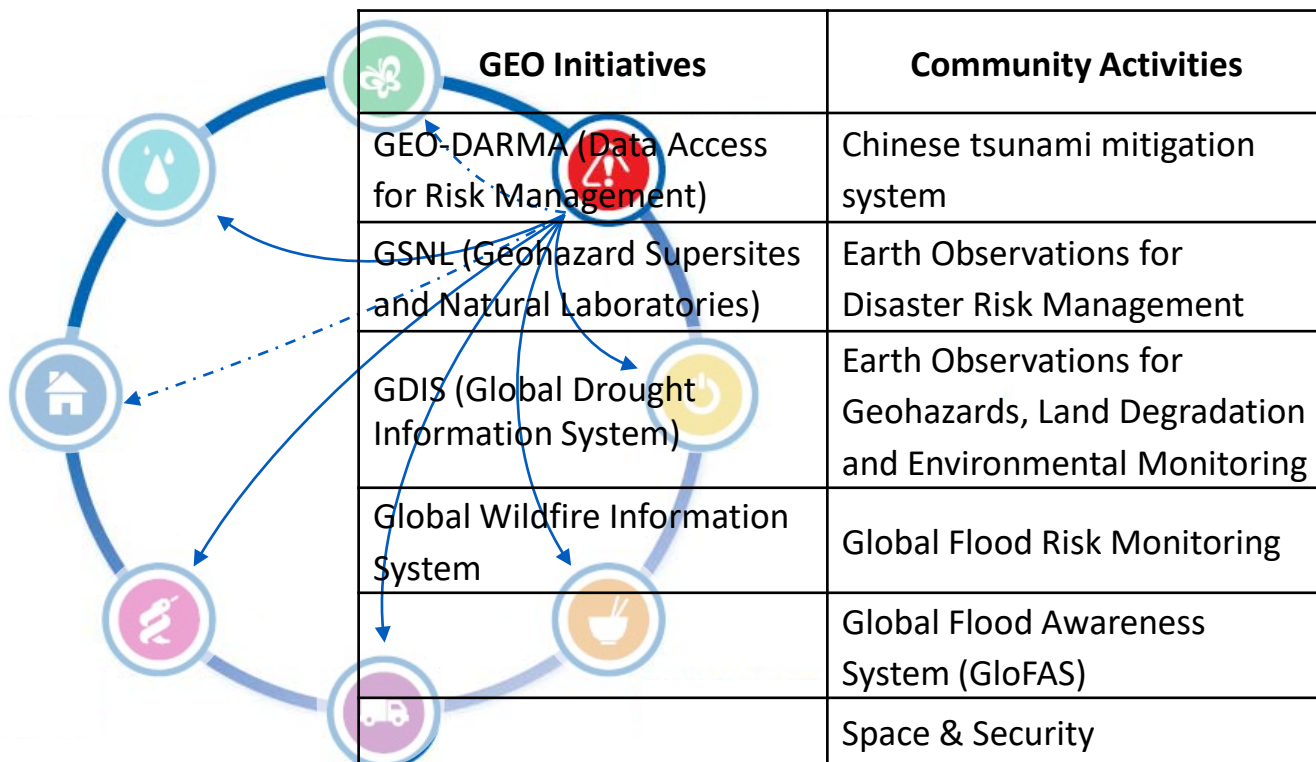 GEO Initiatives
Community Activities
GEO-DARMA (Data Access
for Risk Management)
Chinese tsunami mitigation
system
GSNL (Geohazard Supersites
and Natural Laboratories)
Earth Observations for
Disaster Risk Management
GDIS (Global Drought
Information System)
Earth Observations for
Geohazards, Land Degradation
and Environmental Monitoring
Global Wildfire Information
System
Global Flood Risk Monitoring
Global Flood Awareness
System (GloFAS)
Space & Security